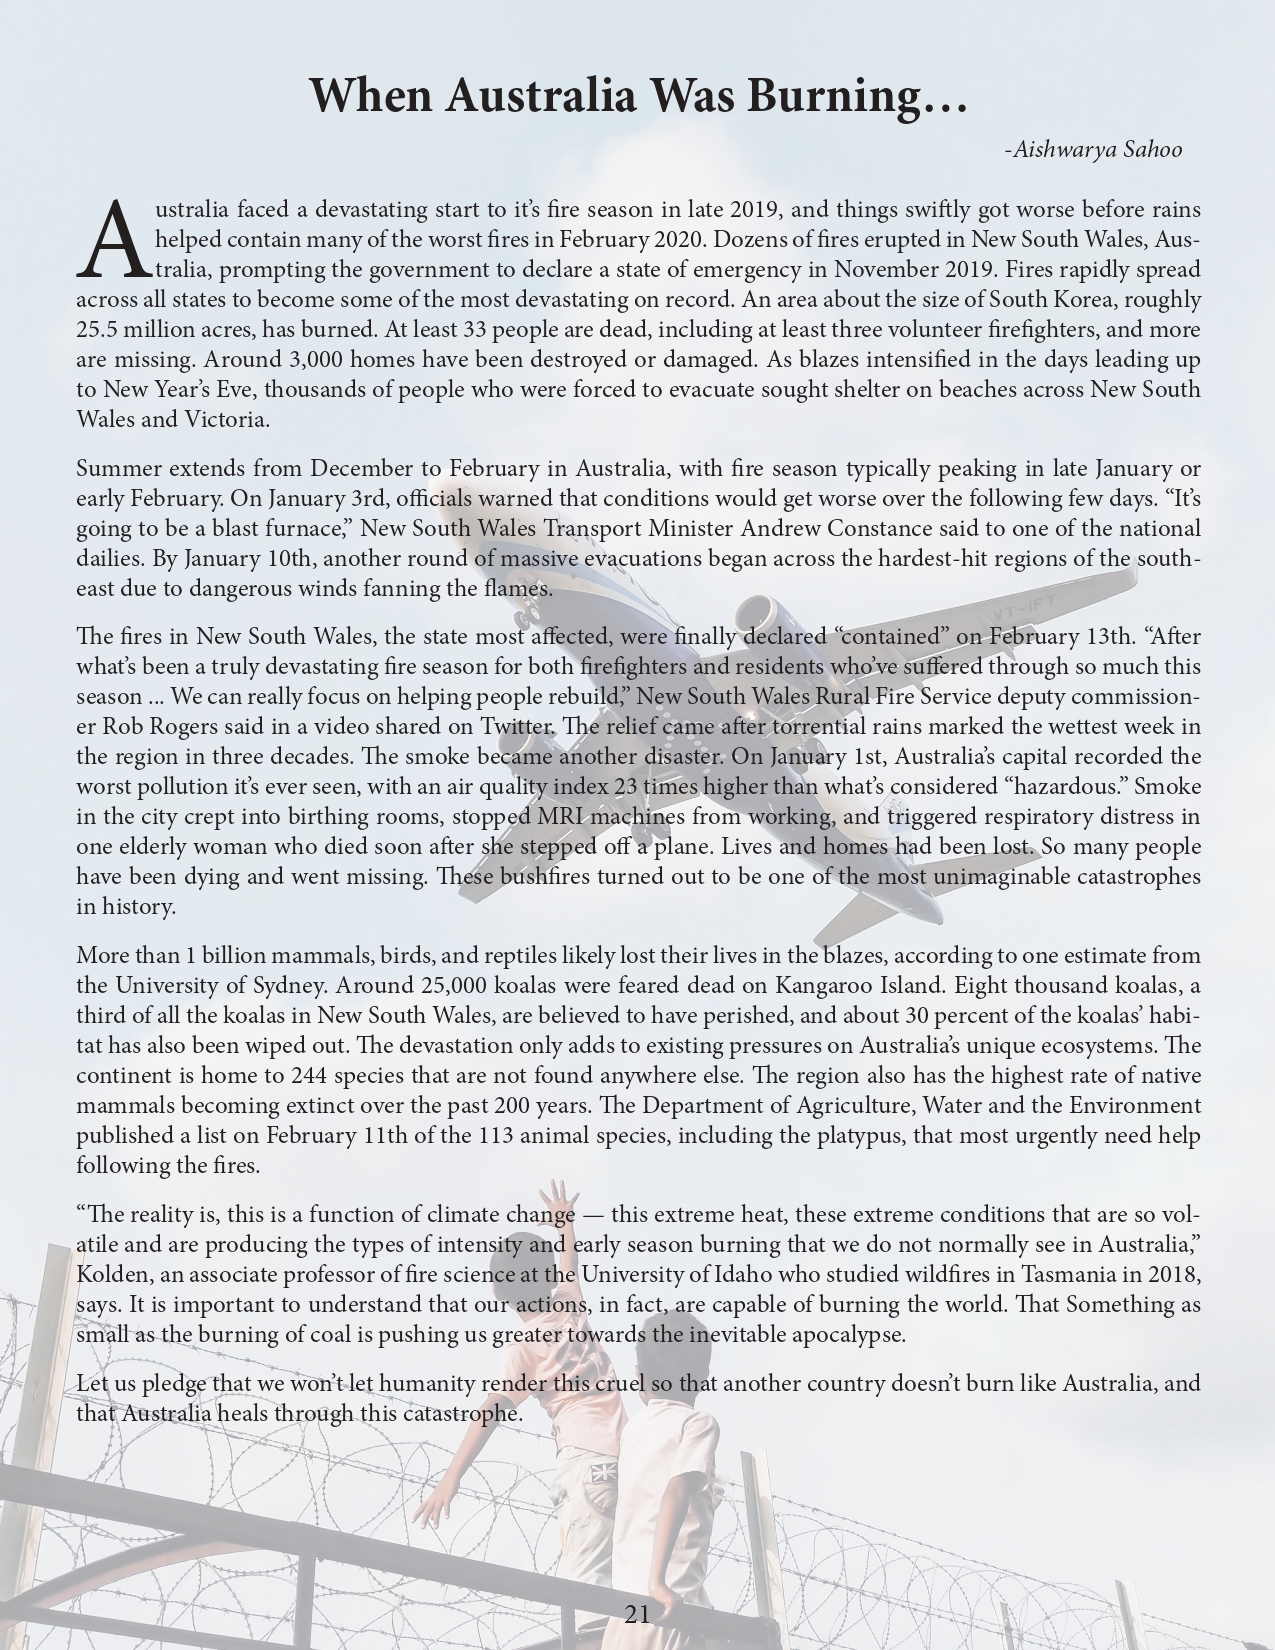 When Australia Was Burning…
-Aishwarya Sahoo
Australia faced a devastating start to it’s fire season in late 2019, and things swiftly got worse before rains
helped contain many of the worst fires in February 2020. Dozens of fires erupted in New South Wales, Aus-
tralia, prompting the government to declare a state of emergency in November 2019. Fires rapidly spread
across all states to become some of the most devastating on record. An area about the size of South Korea, roughly
25.5 million acres, has burned. At least 33 people are dead, including at least three volunteer firefighters, and more
are missing. Around 3,000 homes have been destroyed or damaged. As blazes intensified in the days leading up
to New Year’s Eve, thousands of people who were forced to evacuate sought shelter on beaches across New South
Wales and Victoria.
Summer extends from December to February in Australia, with fire season typically peaking in late January or
early February. On January 3rd, officials warned that conditions would get worse over the following few days. “It’s
going to be a blast furnace,” New South Wales Transport Minister Andrew Constance said to one of the national
dailies. By January 10th, another round of massive evacuations began across the hardest-hit regions of the south-
east due to dangerous winds fanning the flames.
VT-IFT
The fires in New South Wales, the state most affected, were finally declared “contained” on February 13th. “After
what’s been a truly devastating fire season for both firefighters and residents who’ve suffered through so much this
season ... We can really focus on helping people rebuild,” New South Wales Rural Fire Service deputy commission-
er Rob Rogers said in a video shared on Twitter. The relief came after torrential rains marked the wettest week in
the region in three decades. The smoke became another disaster. On January 1st, Australia’s capital recorded the
worst pollution it’s ever seen, with an air quality index 23 times higher than what’s considered “hazardous.” Smoke
in the city crept into birthing rooms, stopped MRI machines from working, and triggered respiratory distress in
one elderly woman who died soon after she stepped off a plane. Lives and homes had been lost. So many people
have been dying and went missing. These bushfires turned out to be one of the most unimaginable catastrophes
in history.
More than 1 billion mammals, birds, and reptiles likely lost their lives in the blazes, according to one estimate from
the University of Sydney. Around 25,000 koalas were feared dead on Kangaroo Island. Eight thousand koalas, a
third of all the koalas in New South Wales, are believed to have perished, and about 30 percent of the koalas’ habi-
tat has also been wiped out. The devastation only adds to existing pressures on Australia’s unique ecosystems. The
continent is home to 244 species that are not found anywhere else. The region also has the highest rate of native
mammals becoming extinct over the past 200 years. The Department of Agriculture, Water and the Environment
published a list on February 11th of the 113 animal species, including the platypus, that most urgently need help
following the fires.
“The reality is, this is a function of climate change — this extreme heat, these extreme conditions that are so vol-
atile and are producing the types of intensity and early season burning that we do not normally see in Australia,”
Kolden, an associate professor of fire science at the University of Idaho who studied wildfires in Tasmania in 2018,
says. It is important to understand that our actions, in fact, are capable of burning the world. That Something as
small as the burning of coal is pushing us greater towards the inevitable apocalypse.
Let us pledge that we won’t let humanity render this cruel so that another country doesn’t burn like Australia, and
that Australia heals through this catastrophe.
21